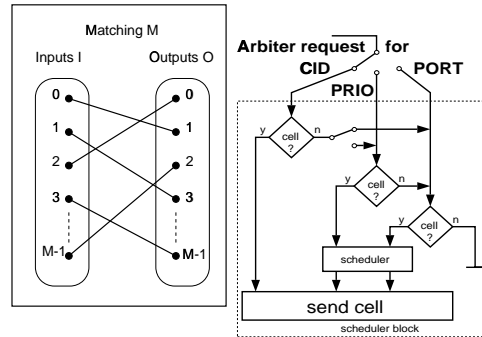 Matching M
Inputs I
Outputs O
0
0
1
1
2
2
3
3
M-1
M-1
Arbiter request for
CID
PORT
PRIO
y
cell
?
n
y
cell
?
n
y
cell
?
n
scheduler
send cell
scheduler block